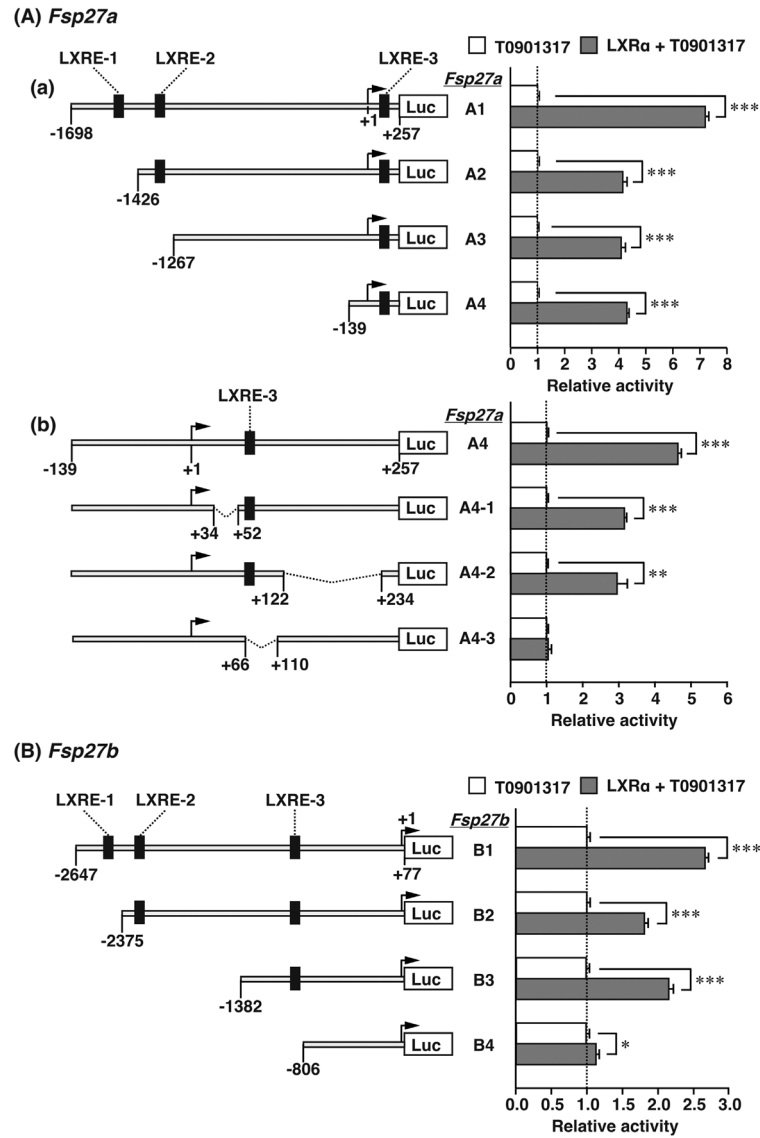 (A) Fsp27a
T0901317 LXRα + T0901317
LXRE-1 LXRE-2 LXRE-3
Fsp27a
(a)
Luc A1 ***
-1698 +1 +257
Luc A2 ***
-1426
Luc A3 ***
-1267
Luc A4 ***
-139
0 1 2 3 4 5 6 7 8
Relative activity
LXRE-3
Fsp27a
(b)
Luc A4 ***
-139 +1 +257
Luc A4-1 ***
+34 +52
Luc A4-2 **
+122 +234
Luc A4-3
+66 +110
0 1 2 3 4 5 6
Relative activity
(B) Fsp27b
T0901317 LXRα + T0901317
LXRE-1 LXRE-2 LXRE-3 +1
Fsp27b
Luc B1 ***
-2647 +77
Luc B2 ***
-2375
Luc B3 ***
-1382
Luc B4 *
-806
0.0 0.5 1.0 1.5 2.0 2.5 3.0
Relative activity